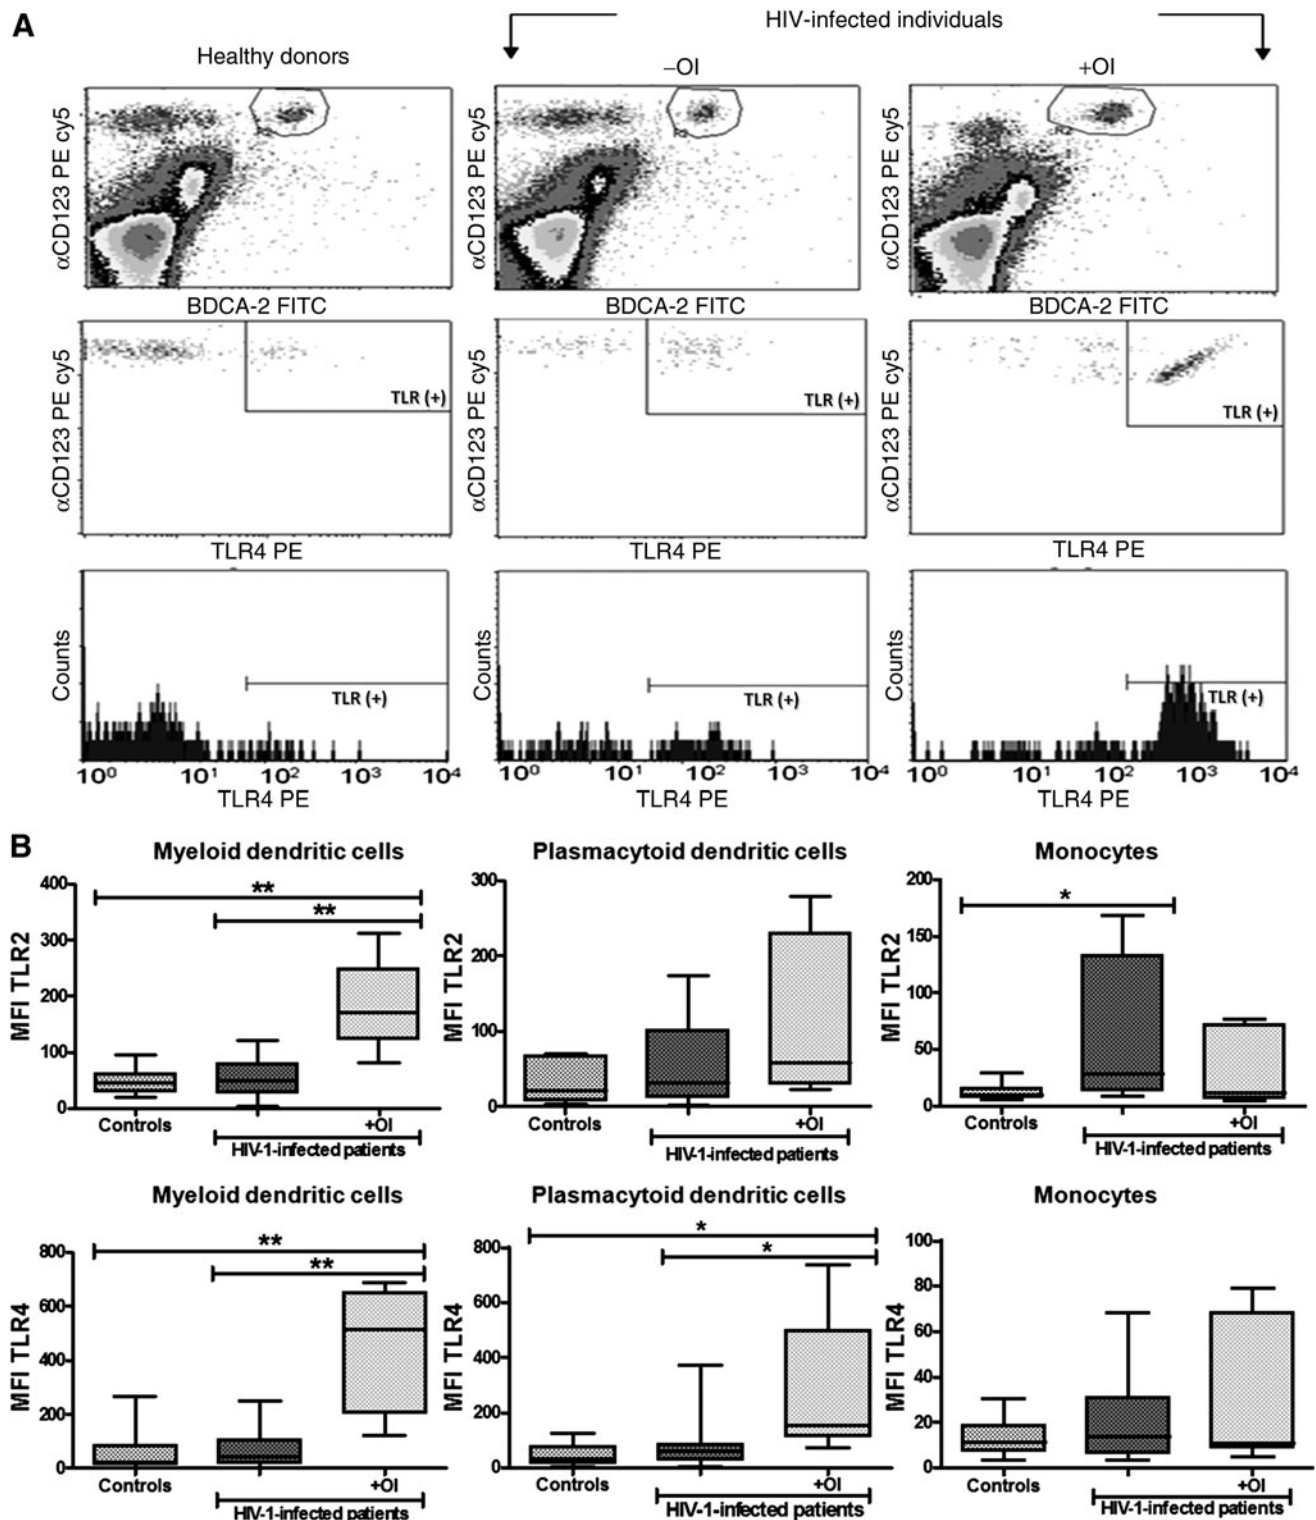 A
HIV-infected individuals
Healthy donors
–OI
+OI
αCD123 PE cy5
αCD123 PE cy5
αCD123 PE cy5
R2
BDCA-2 FITC
BDCA-2 FITC
BDCA-2 FITC
αCD123 PE cy5
αCD123 PE cy5
αCD123 PE cy5
TLR (+)
TLR (+)
TLR (+)
TLR4 PE
TLR4 PE
TLR4 PE
Counts
Counts
Counts
TLR (+)
TLR (+)
TLR (+)
10⁰ 10¹ 10² 10³ 10⁴
10⁰ 10¹ 10² 10³ 10⁴
10⁰ 10¹ 10² 10³ 10⁴
TLR4 PE
TLR4 PE
TLR4 PE
B
Myeloid dendritic cells
MFI TLR2
400
300
200
100
0
**
**
Controls
+OI
HIV-1-infected patients
Plasmacytoid dendritic cells
MFI TLR2
300
200
100
0
Controls
+OI
HIV-1-infected patients
Monocytes
MFI TLR2
200
150
100
50
0
*
Controls
+OI
HIV-1-infected patients
Myeloid dendritic cells
MFI TLR4
800
600
400
200
0
**
**
Controls
+OI
HIV-1-infected patients
Plasmacytoid dendritic cells
MFI TLR4
800
600
400
200
0
*
*
Controls
+OI
HIV-1-infected patients
Monocytes
MFI TLR4
100
80
60
40
20
0
Controls
+OI
HIV-1-infected patients